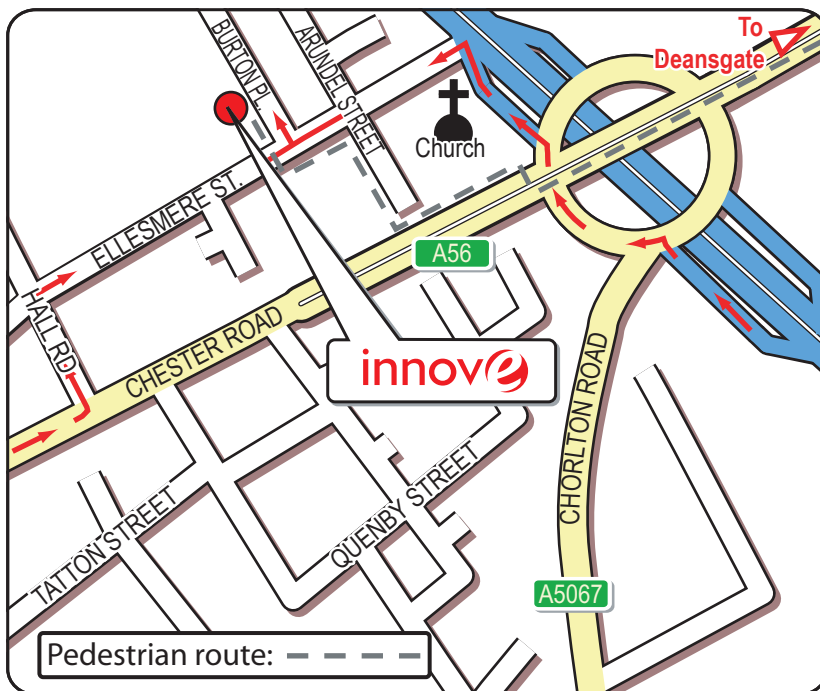 To
Deansgate
BURTON PL.
ARUNDEL STREET
Church
ELLESMERE ST.
A56
HALL RD
CHESTER ROAD
innove
CHORLTON ROAD
QUENBY STREET
TATTON STREET
A5067
Pedestrian route: